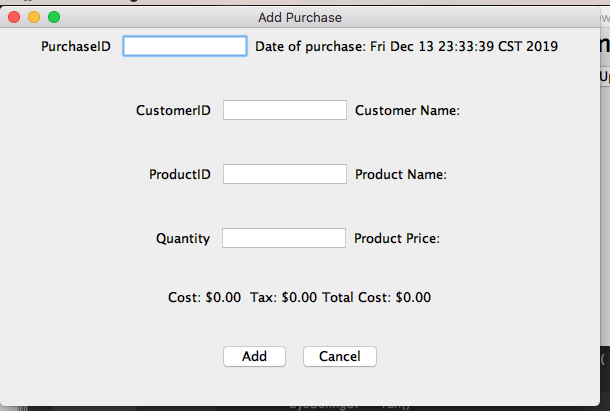 Add Purchase
PurchaseID Date of purchase: Fri Dec 13 23:33:39 CST 2019
CustomerID Customer Name:
ProductID Product Name:
Quantity Product Price:
Cost: $0.00 Tax: $0.00 Total Cost: $0.00
Add Cancel